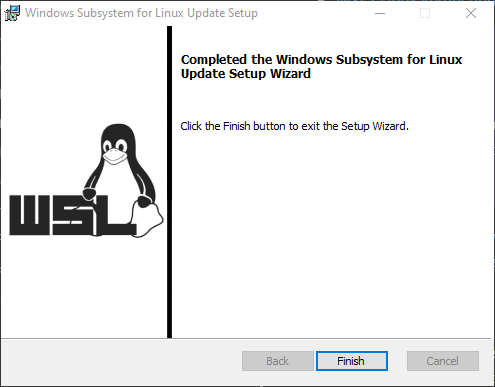 Windows Subsystem for Linux Update Setup
Completed the Windows Subsystem for Linux
Update Setup Wizard
Click the Finish button to exit the Setup Wizard.
WSL
Back
Finish
Cancel